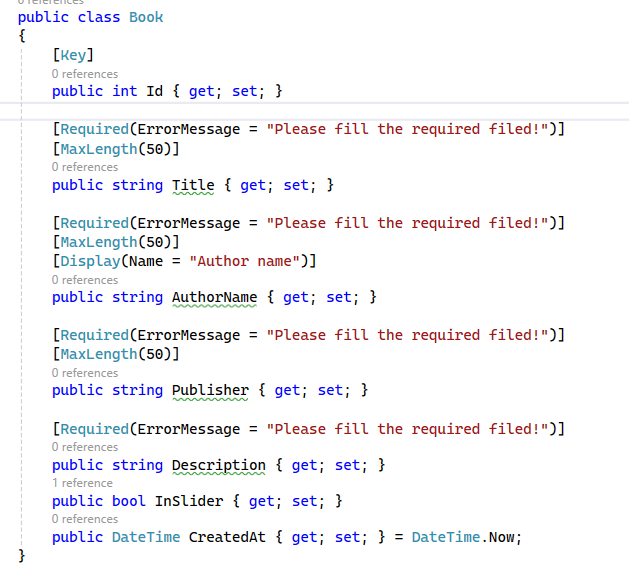 0 references
public class Book
{
[Key]
0 references
public int Id { get; set; }
[Required(ErrorMessage = "Please fill the required filed!")]
[MaxLength(50)]
0 references
public string Title { get; set; }
[Required(ErrorMessage = "Please fill the required filed!")]
[MaxLength(50)]
[Display(Name = "Author name")]
0 references
public string AuthorName { get; set; }
[Required(ErrorMessage = "Please fill the required filed!")]
[MaxLength(50)]
0 references
public string Publisher { get; set; }
[Required(ErrorMessage = "Please fill the required filed!")]
0 references
public string Description { get; set; }
1 reference
public bool InSlider { get; set; }
0 references
public DateTime CreatedAt { get; set; } = DateTime.Now;
}